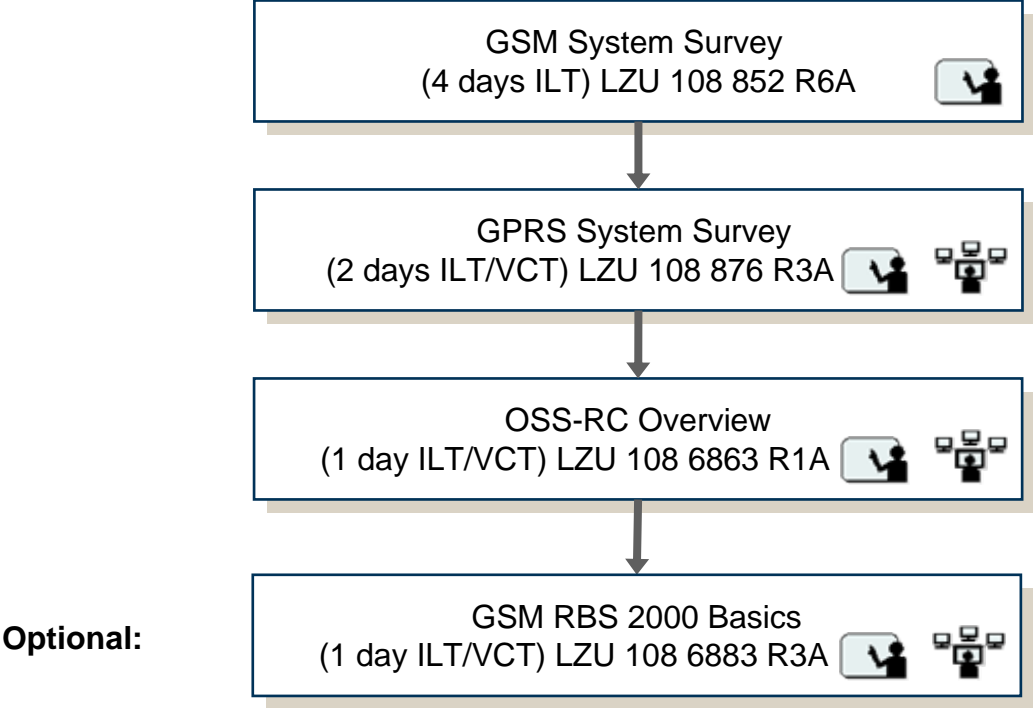 GSM System Survey
(4 days ILT) LZU 108 852 R6A
GPRS System Survey
(2 days ILT/VCT) LZU 108 876 R3A
OSS-RC Overview
(1 day ILT/VCT) LZU 108 6863 R1A
Optional:
GSM RBS 2000 Basics
(1 day ILT/VCT) LZU 108 6883 R3A